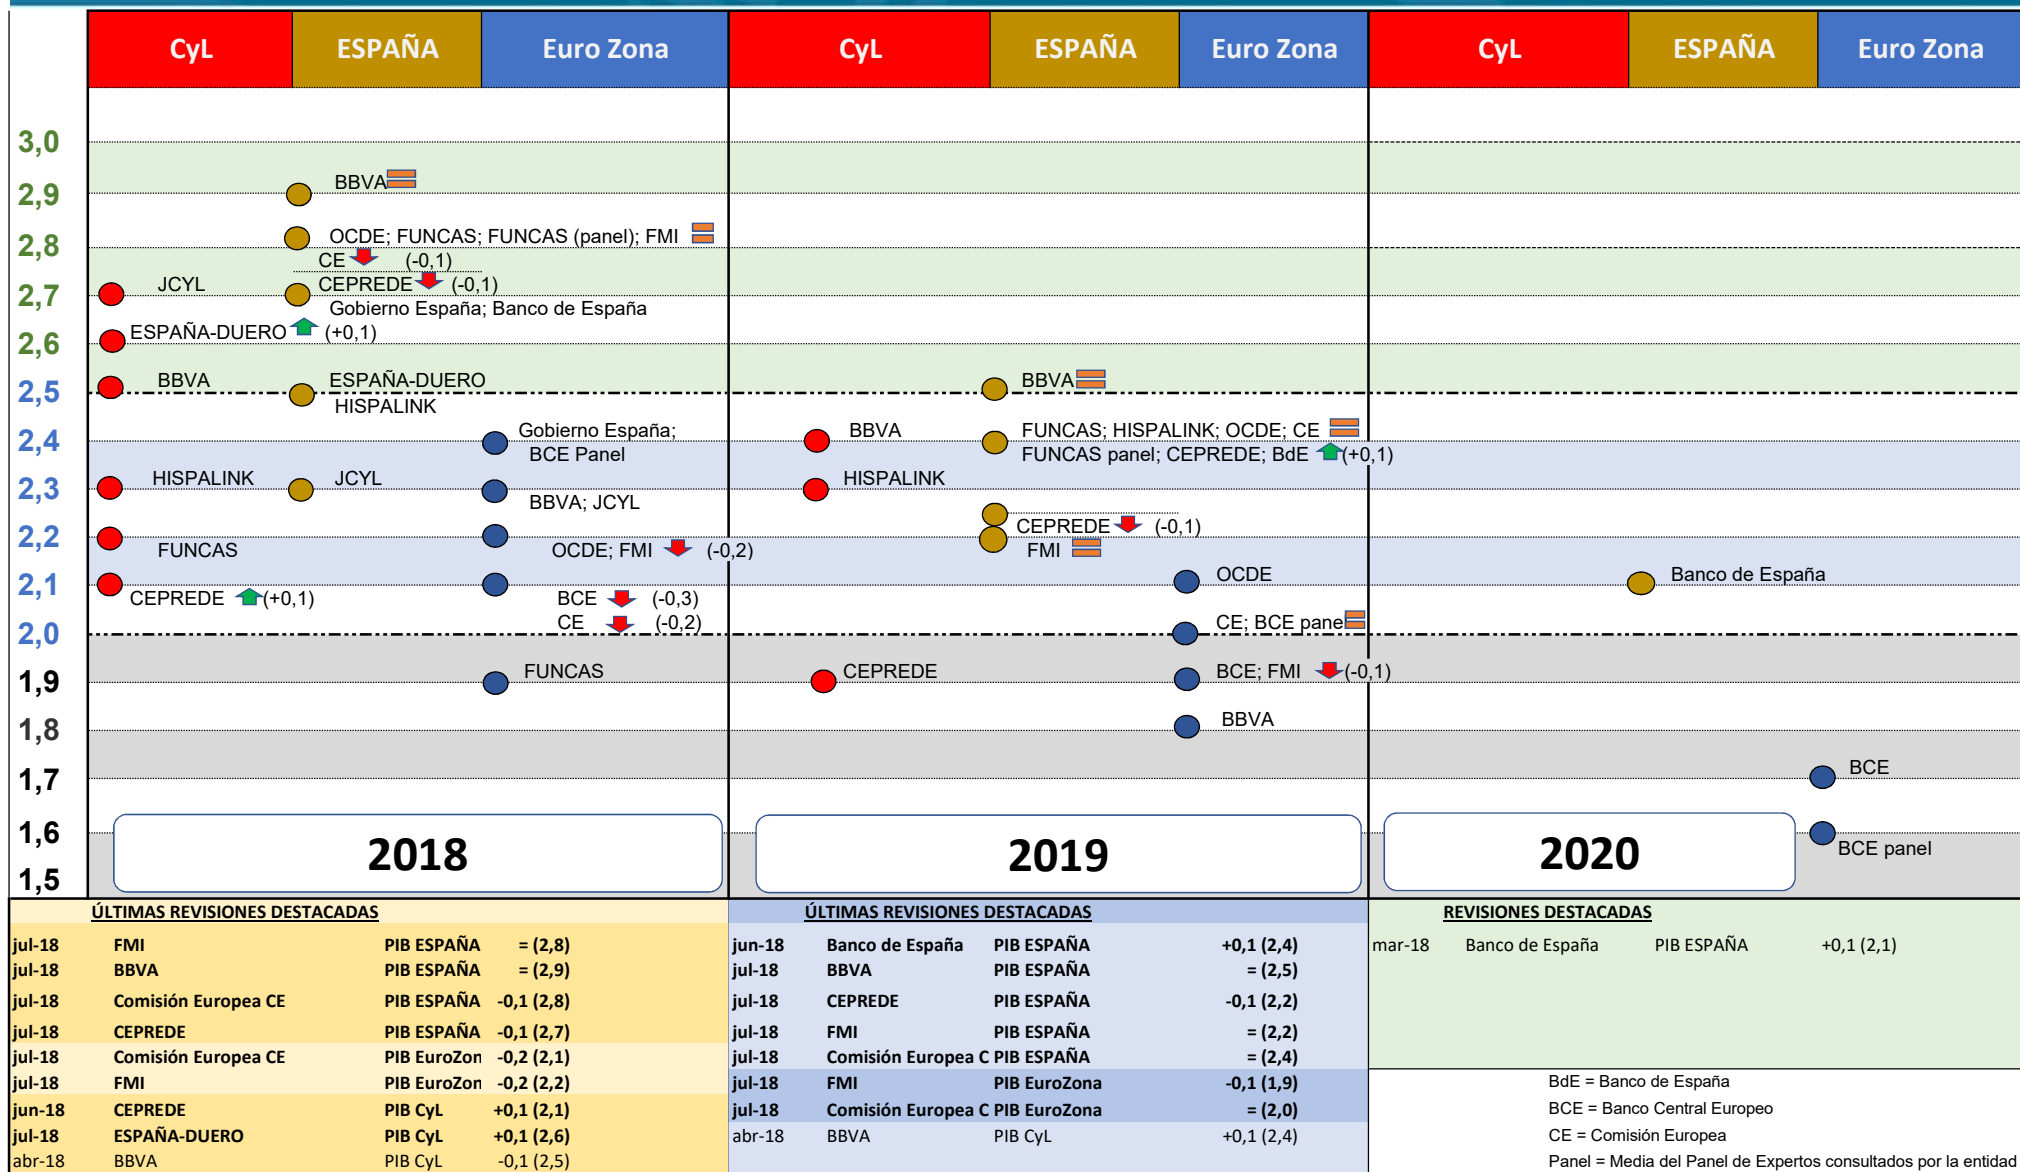 CyL ESPAÑA Euro Zona CyL ESPAÑA Euro Zona CyL ESPAÑA Euro Zona
3,0
2,9
2,8
2,7
2,6
2,5
2,4
2,3
2,2
2,1
2,0
1,9
1,8
1,7
1,6
1,5
BBVA
OCDE; FUNCAS; FUNCAS (panel); FMI
CE (-0,1)
JCYL
CEPREDE (-0,1)
Gobierno España; Banco de España
ESPAÑA-DUERO (+0,1)
BBVA
ESPAÑA-DUERO
HISPALINK
Gobierno España;
BCE Panel
HISPALINK
JCYL
BBVA; JCYL
FUNCAS
OCDE; FMI (-0,2)
CEPREDE (+0,1)
BCE (-0,3)
CE (-0,2)
FUNCAS
2018
BBVA
BBVA
FUNCAS; HISPALINK; OCDE; CE
FUNCAS panel; CEPREDE; BdE (+0,1)
HISPALINK
CEPREDE (-0,1)
FMI
OCDE
CE; BCE pane
CEPREDE
BCE; FMI (-0,1)
BBVA
2019
Banco de España
BCE
BCE panel
2020
ÚLTIMAS REVISIONES DESTACADAS
jul-18 FMI PIB ESPAÑA = (2,8)
jul-18 BBVA PIB ESPAÑA = (2,9)
jul-18 Comisión Europea CE PIB ESPAÑA -0,1 (2,8)
jul-18 CEPREDE PIB ESPAÑA -0,1 (2,7)
jul-18 Comisión Europea CE PIB EuroZon -0,2 (2,1)
jul-18 FMI PIB EuroZon -0,2 (2,2)
jun-18 CEPREDE PIB CyL +0,1 (2,1)
jul-18 ESPAÑA-DUERO PIB CyL +0,1 (2,6)
abr-18 BBVA PIB CyL -0,1 (2,5)
ÚLTIMAS REVISIONES DESTACADAS
jun-18 Banco de España PIB ESPAÑA +0,1 (2,4)
jul-18 BBVA PIB ESPAÑA = (2,5)
jul-18 CEPREDE PIB ESPAÑA -0,1 (2,2)
jul-18 FMI PIB ESPAÑA = (2,2)
jul-18 Comisión Europea C PIB ESPAÑA = (2,4)
jul-18 FMI PIB EuroZona -0,1 (1,9)
jul-18 Comisión Europea C PIB EuroZona = (2,0)
abr-18 BBVA PIB CyL +0,1 (2,4)
REVISIONES DESTACADAS
mar-18 Banco de España PIB ESPAÑA +0,1 (2,1)
BdE = Banco de España
BCE = Banco Central Europeo
CE = Comisión Europea
Panel = Media del Panel de Expertos consultados por la entidad